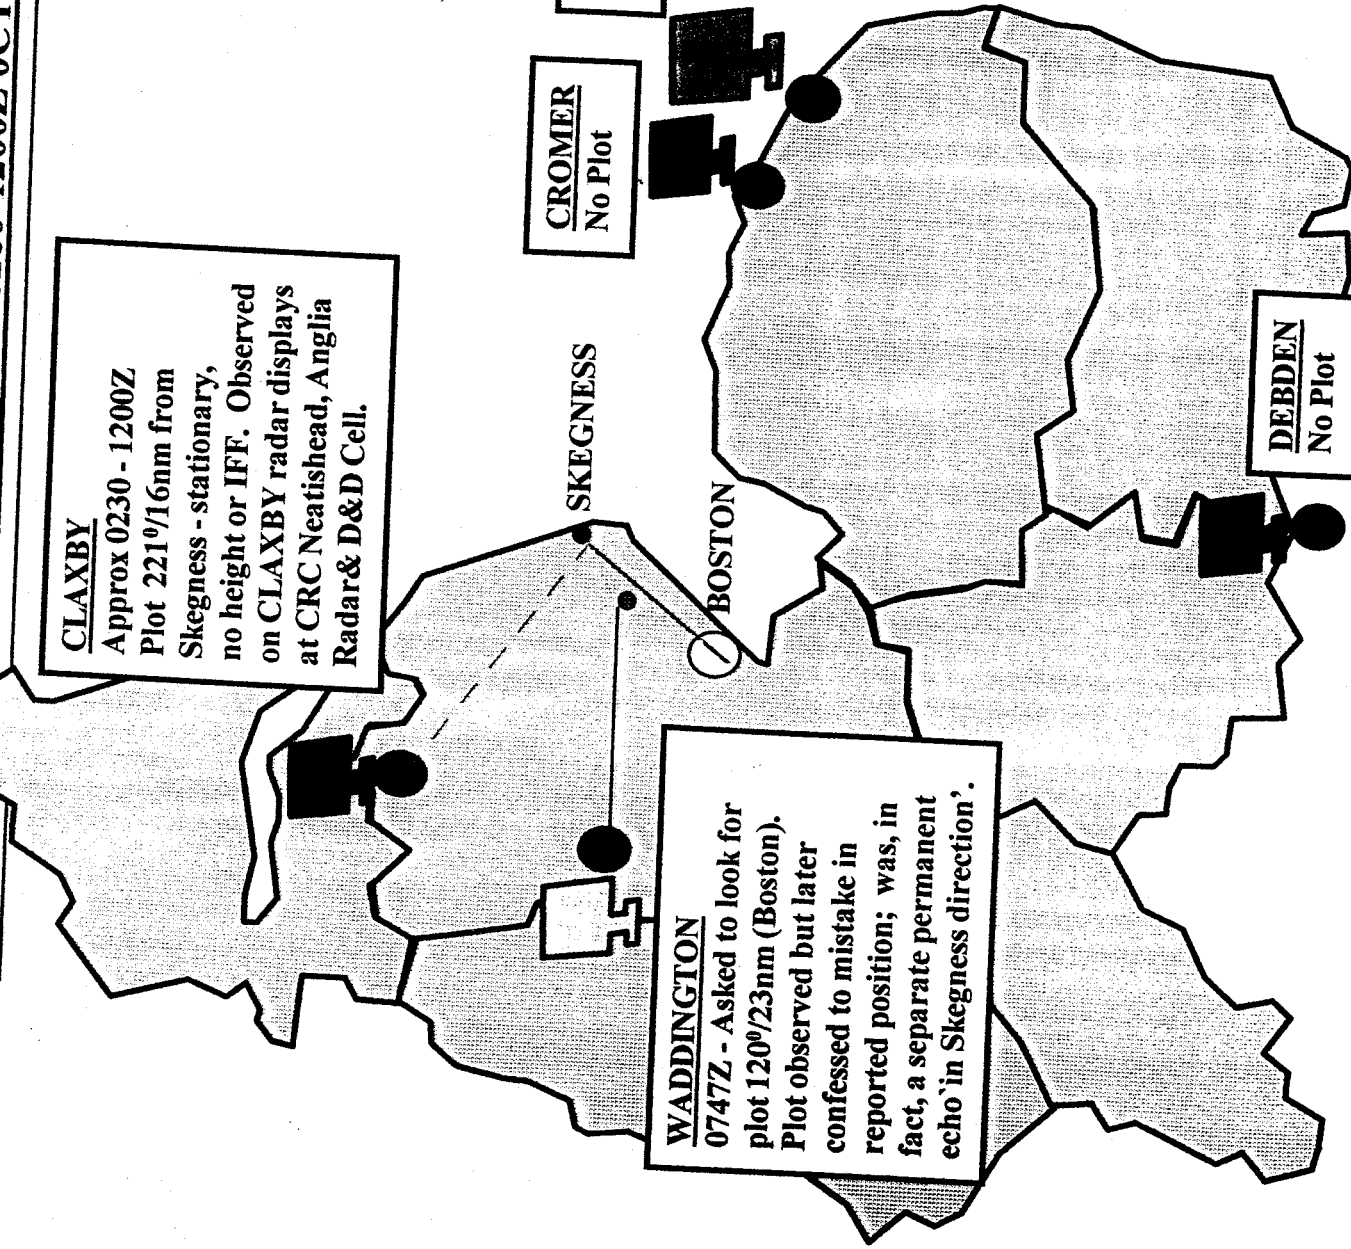 CLAXBY
Approx 0230 - 1200Z
Plot 221⁰/16nm from
Skegness - stationary,
no height or IFF. Observed
on CLAXBY radar displays
at CRC Neatishead, Anglia
Radar & D&D Cell.
CROMER
No Plot
SKEGNESS
BOSTON
WADDINGTON
0747Z - Asked to look for
plot 120⁰/23nm (Boston).
Plot observed but later
confessed to mistake in
reported position; was, in
fact, a separate permanent
echo 'in Skegness direction'.
DEBDEN
No Plot